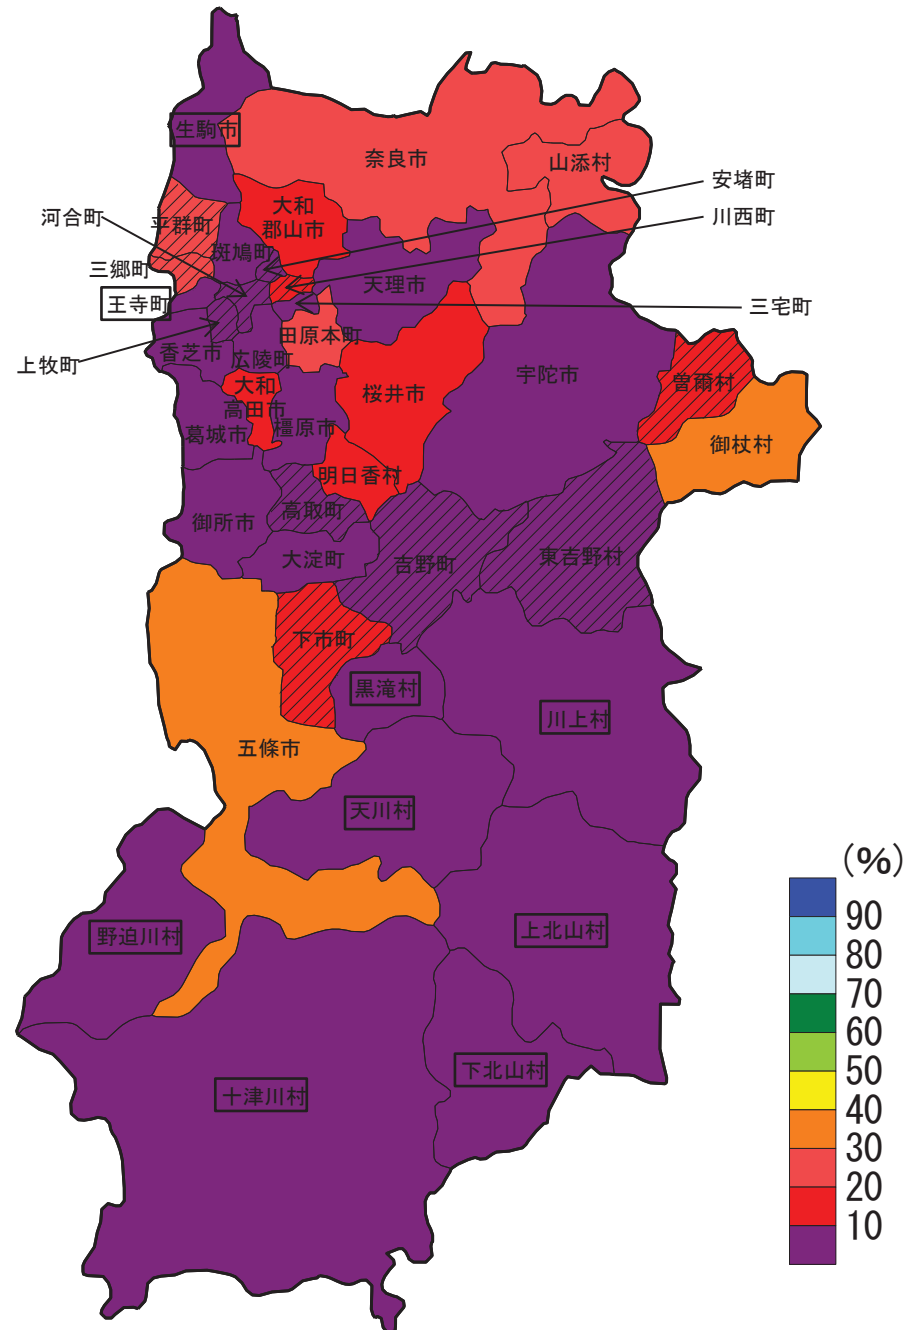 生駒市
奈良市
山添村
安堵町
川西町
大和
郡山市
河合町
平群町
斑鳩町
三郷町
天理市
王寺町
三宅町
田原本町
香芝市
広陵町
上牧町
宇陀市
曽爾村
大和
高田市
桜井市
葛城市
橿原市
御杖村
明日香村
御所市
高取町
大淀町
吉野町
東吉野村
下市町
黒滝村
川上村
五條市
天川村
野迫川村
上北山村
下北山村
十津川村
(%)
90
80
70
60
50
40
30
20
10